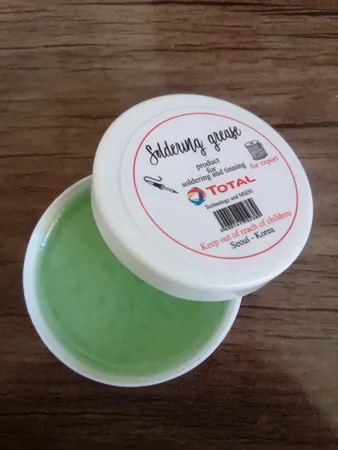 Soldering grease
product
for
soldering and tinning
for export
TOTAL
Technology and MSDS
Keep out of reach of children
Seoul - Korea